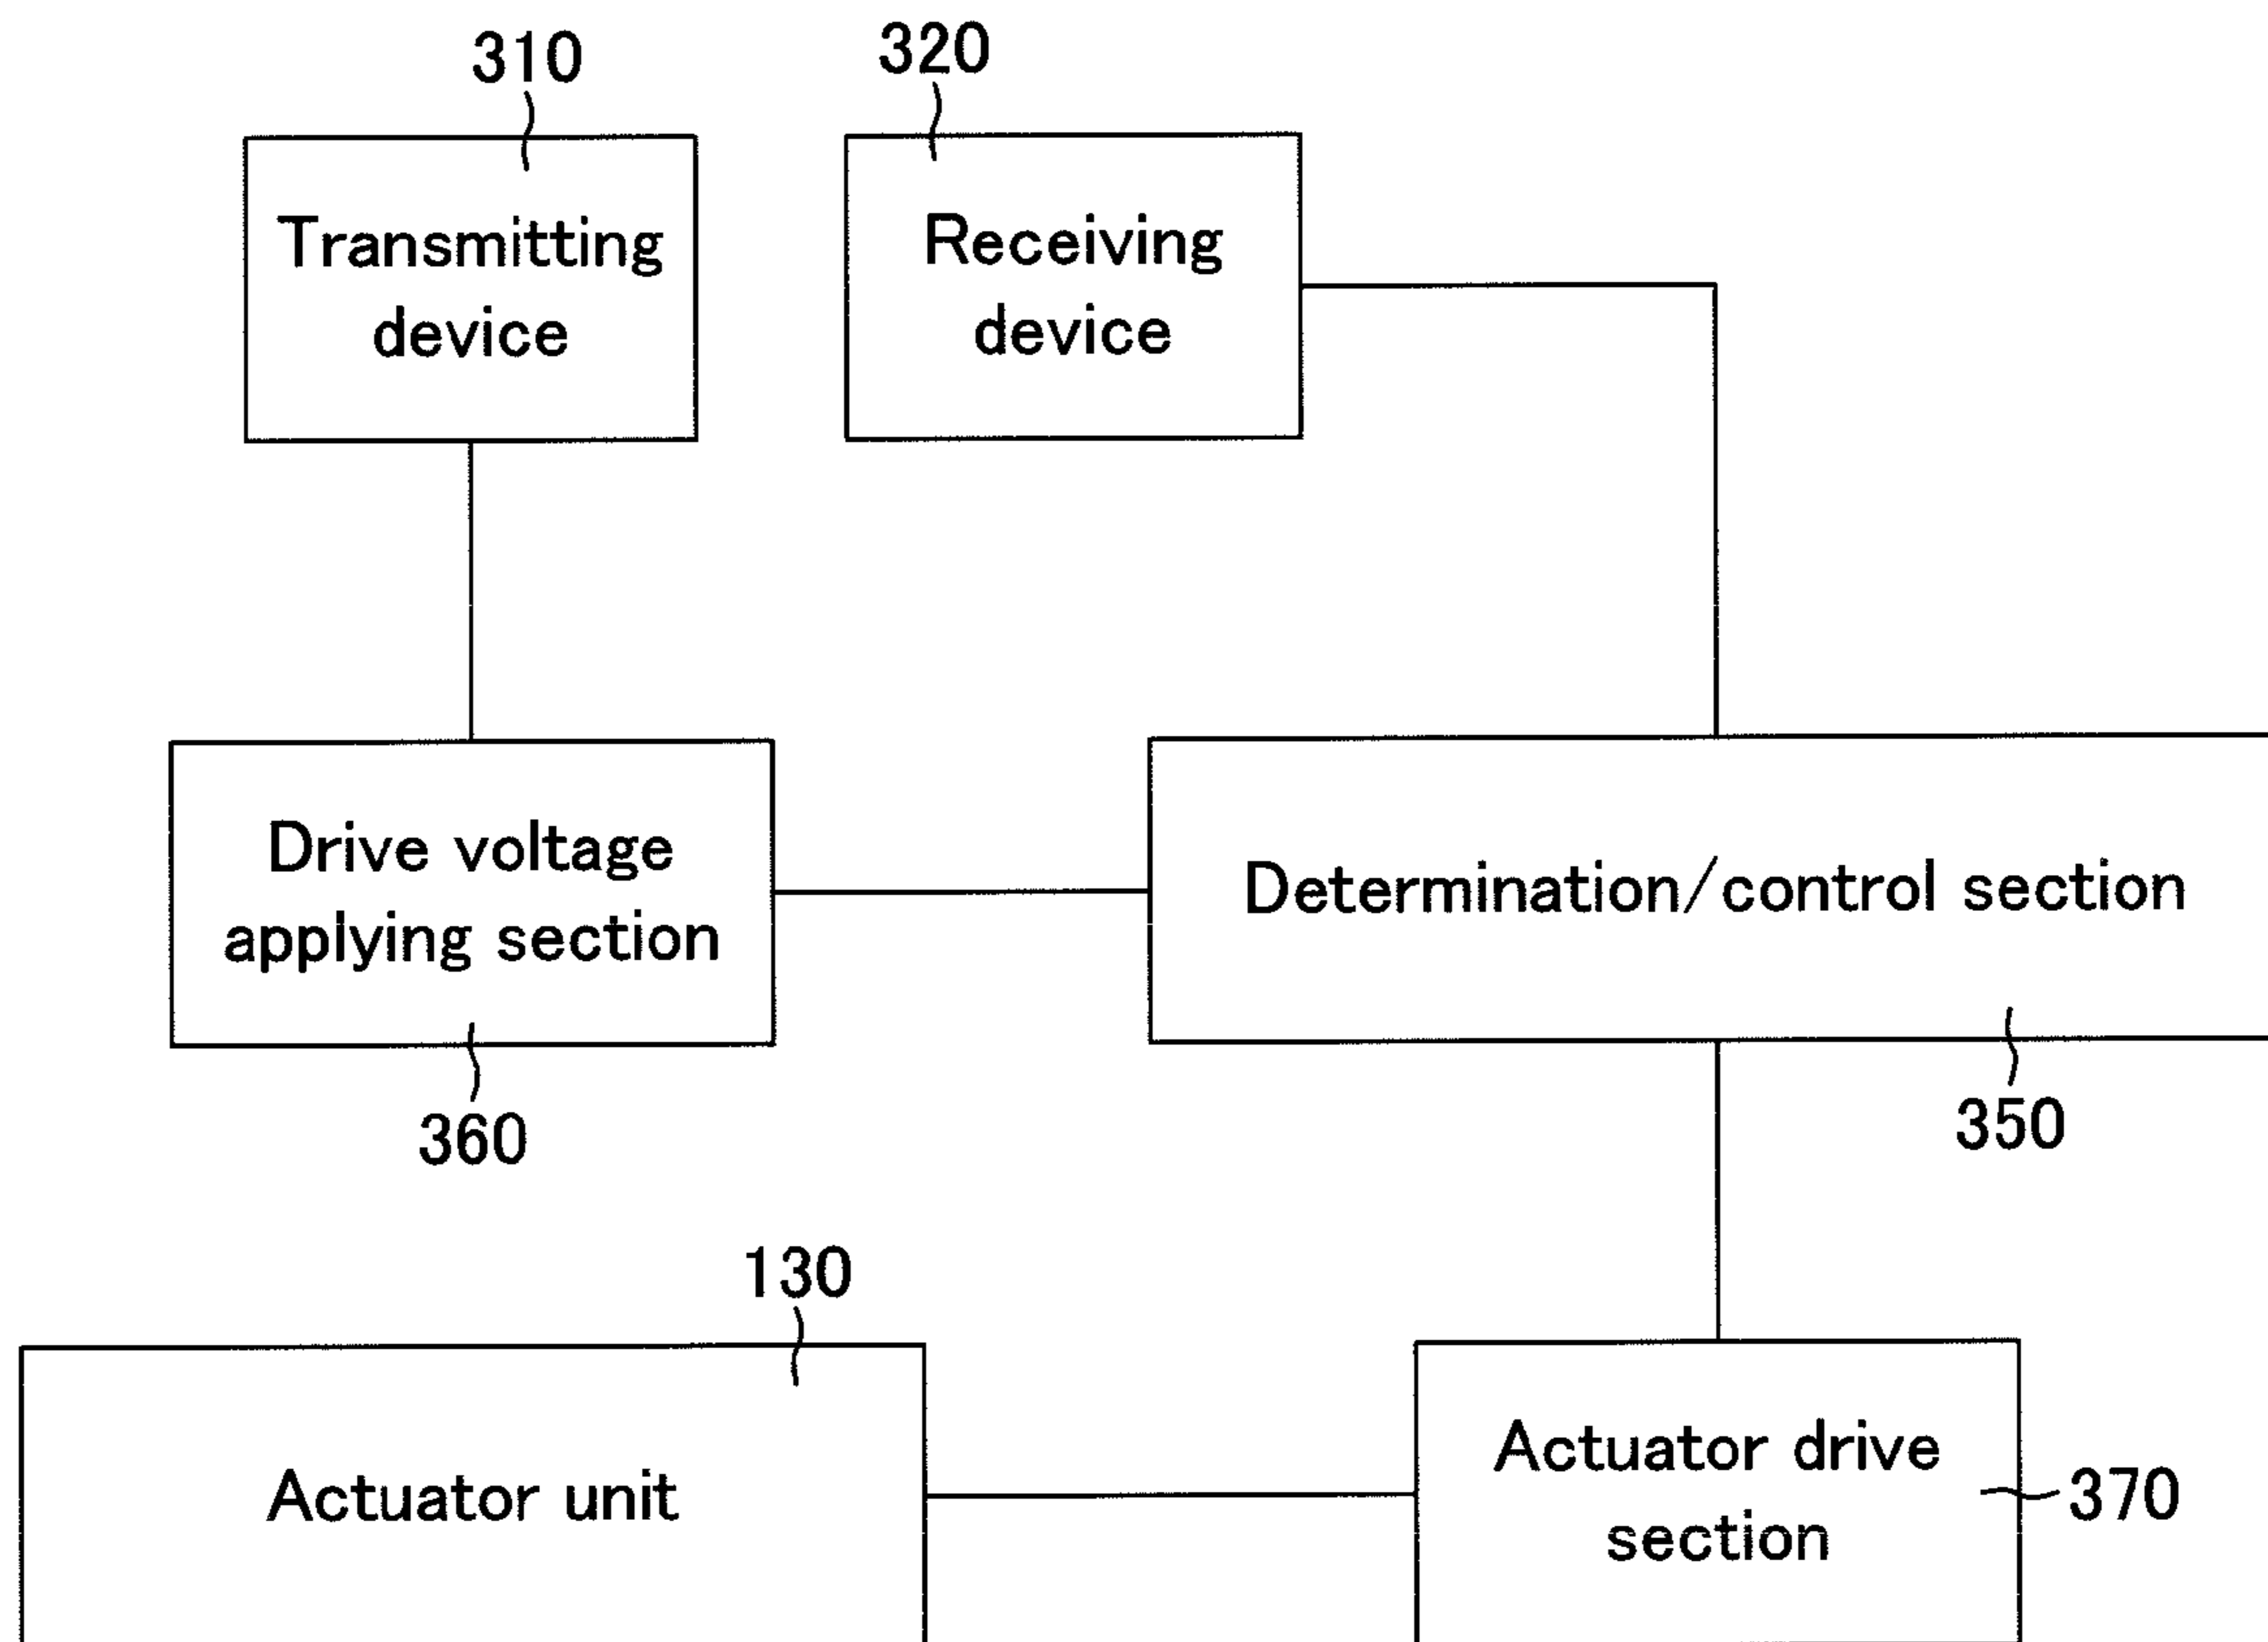 310
320
Transmitting
device
Receiving
device
Drive voltage
applying section
Determination/control section
360
350
130
Actuator unit
Actuator drive
section
370